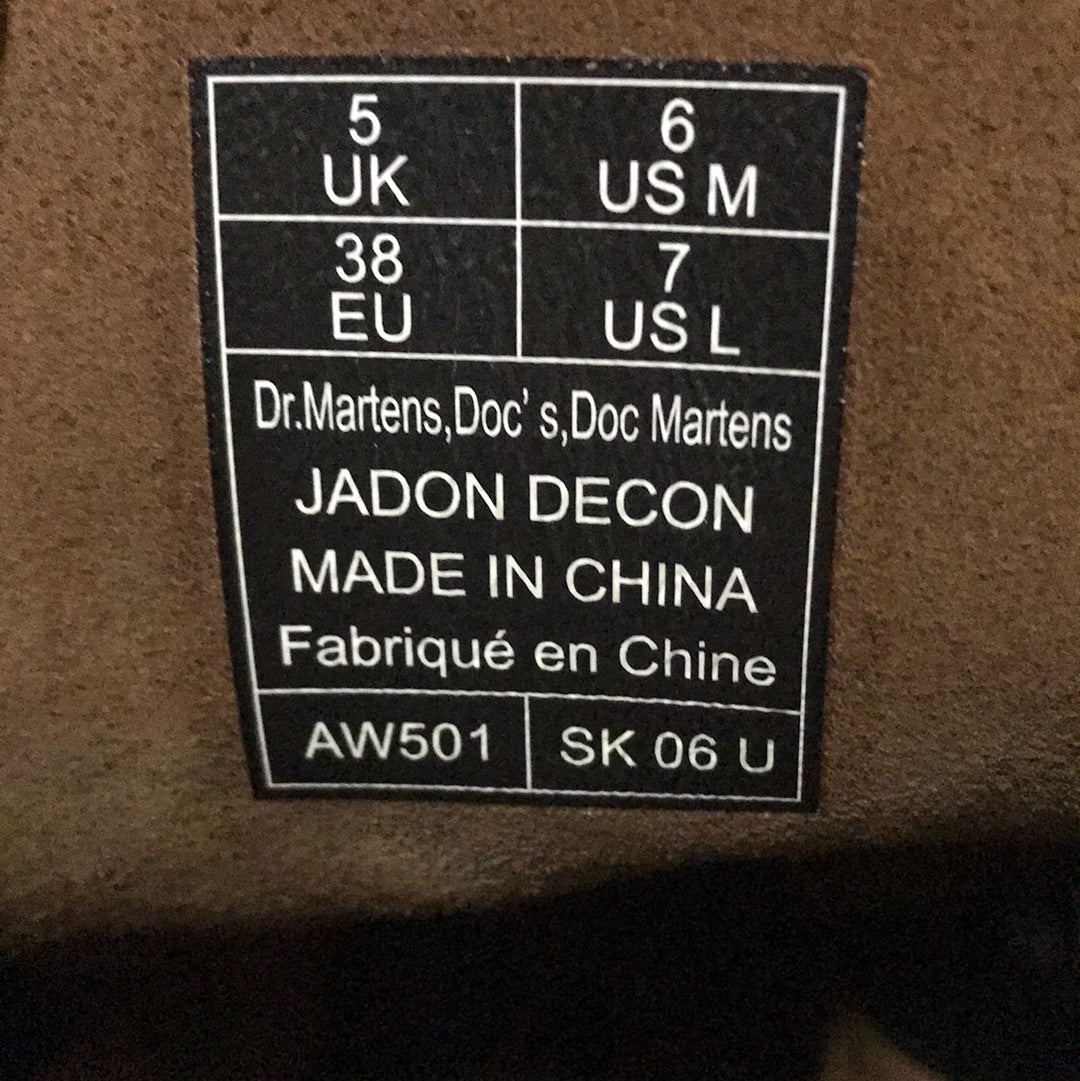 5
UK
6
US M
38
EU
7
US L
Dr.Martens,Doc's,Doc Martens
JADON DECON
MADE IN CHINA
Fabriqué en Chine
AW501
SK 06 U